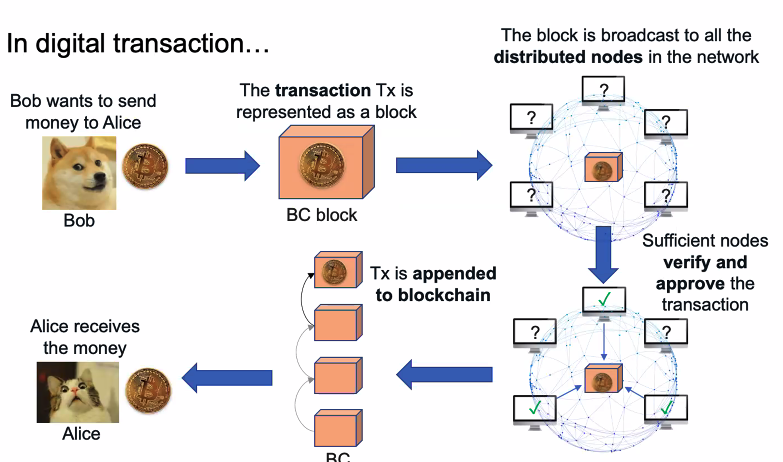 In digital transaction…
Bob wants to send
money to Alice
Bob
The transaction Tx is
represented as a block
BC block
The block is broadcast to all the
distributed nodes in the network
?
?
?
?
?
Sufficient nodes
verify and
approve the
transaction
✓
?
?
✓
✓
Tx is appended
to blockchain
BC
Alice receives
the money
Alice